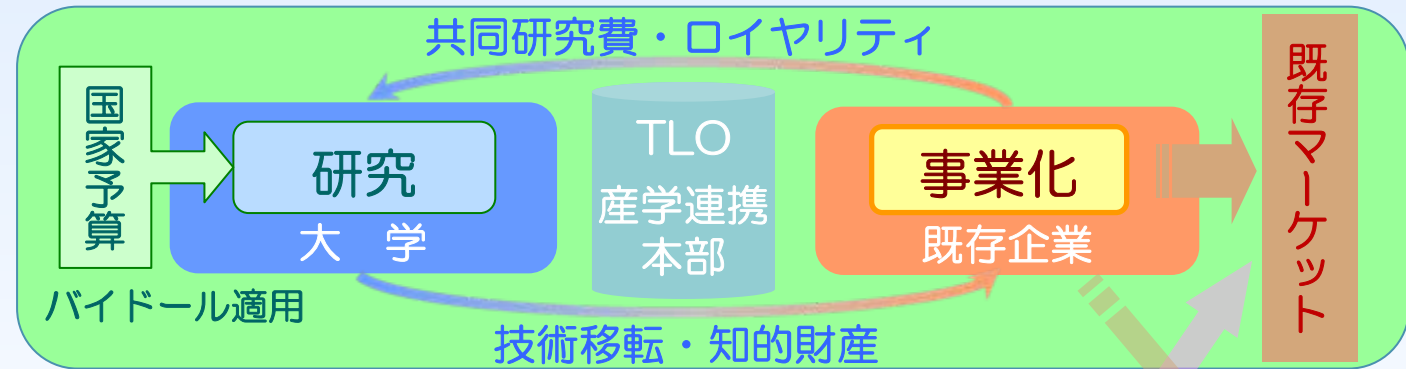 共同研究費・ロイヤリティ
国家予算
研究
大　学
バイドール適用
TLO
産学連携
本部
事業化
既存企業
既存マーケット
技術移転・知的財産